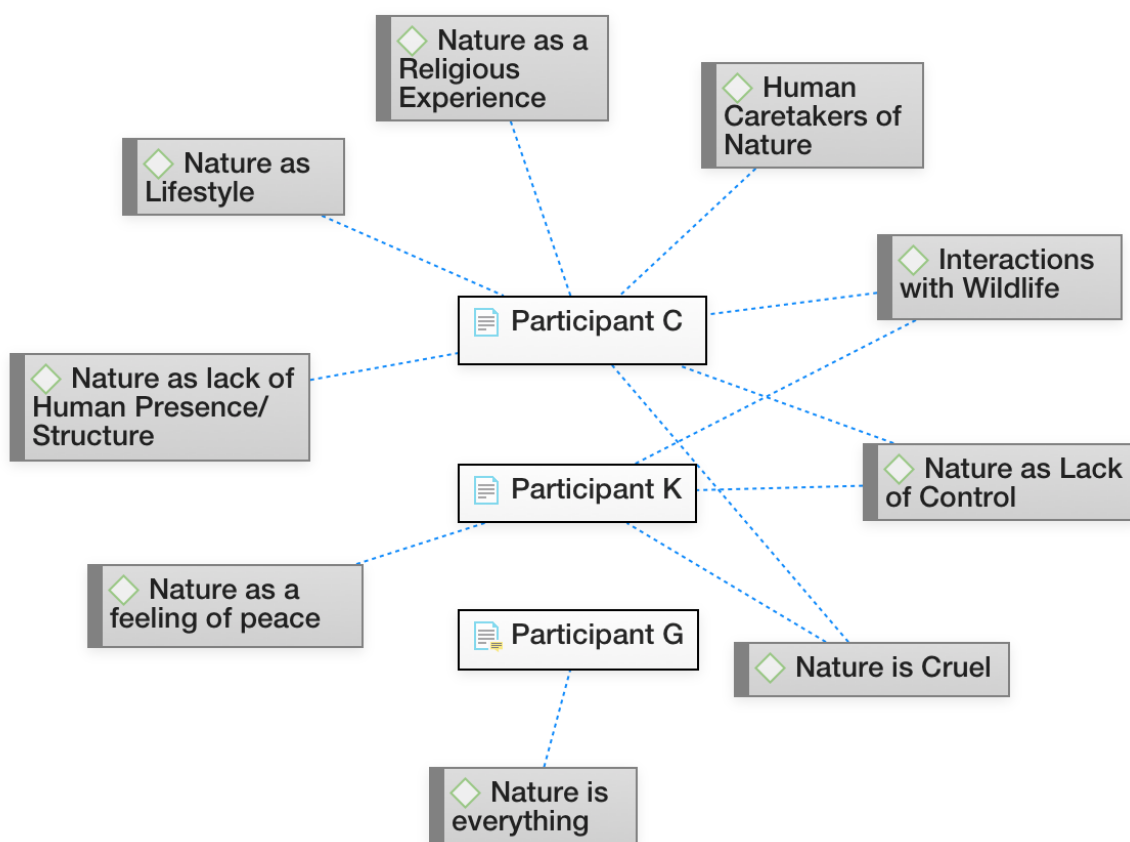 Nature as a
Religious
Experience
Human
Caretakers of
Nature
Nature as
Lifestyle
Interactions
with Wildlife
Participant C
Nature as lack of
Human Presence/
Structure
Nature as Lack
of Control
Participant K
Nature as a
feeling of peace
Participant G
Nature is Cruel
Nature is
everything